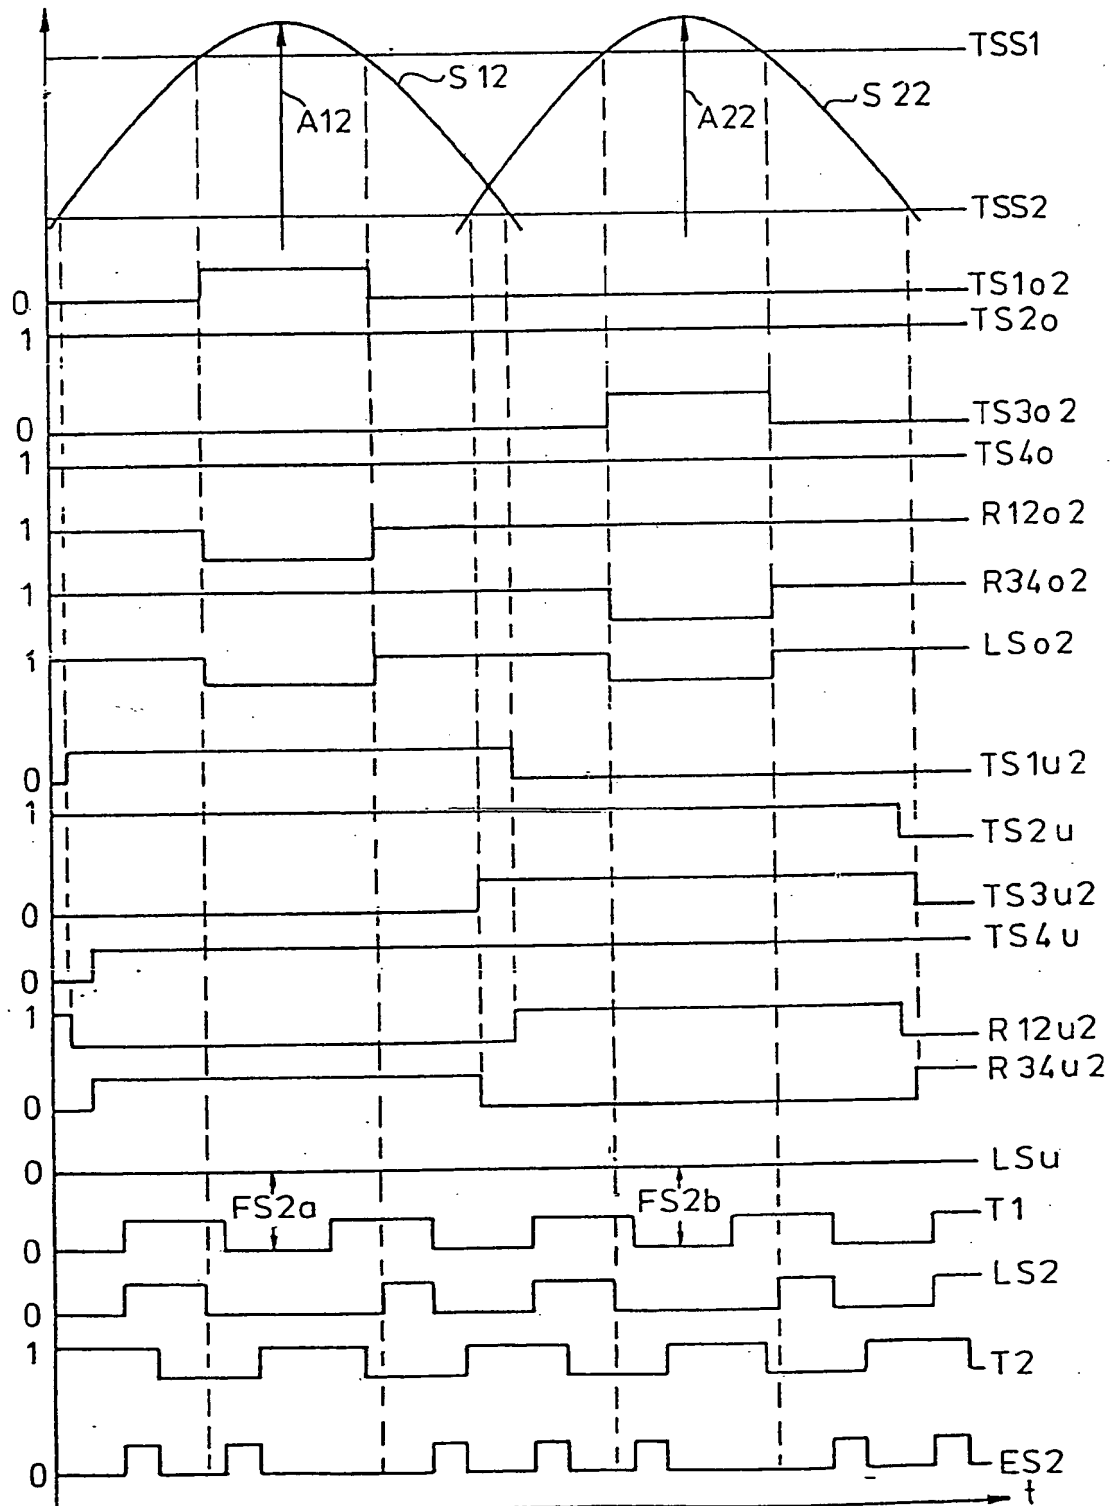 TSS1
S12
A12
S22
A22
TSS2
0 TS1o2
1 TS2o
0 TS3o2
1 TS4o
1 R12o2
1 R34o2
1 LSo2
0 TS1u2
1 TS2u
0 TS3u2
0 TS4u
1 R12u2
0 R34u2
0 LSu
FS2a FS2b
0 T1
0 LS2
1 T2
0 ES2
t